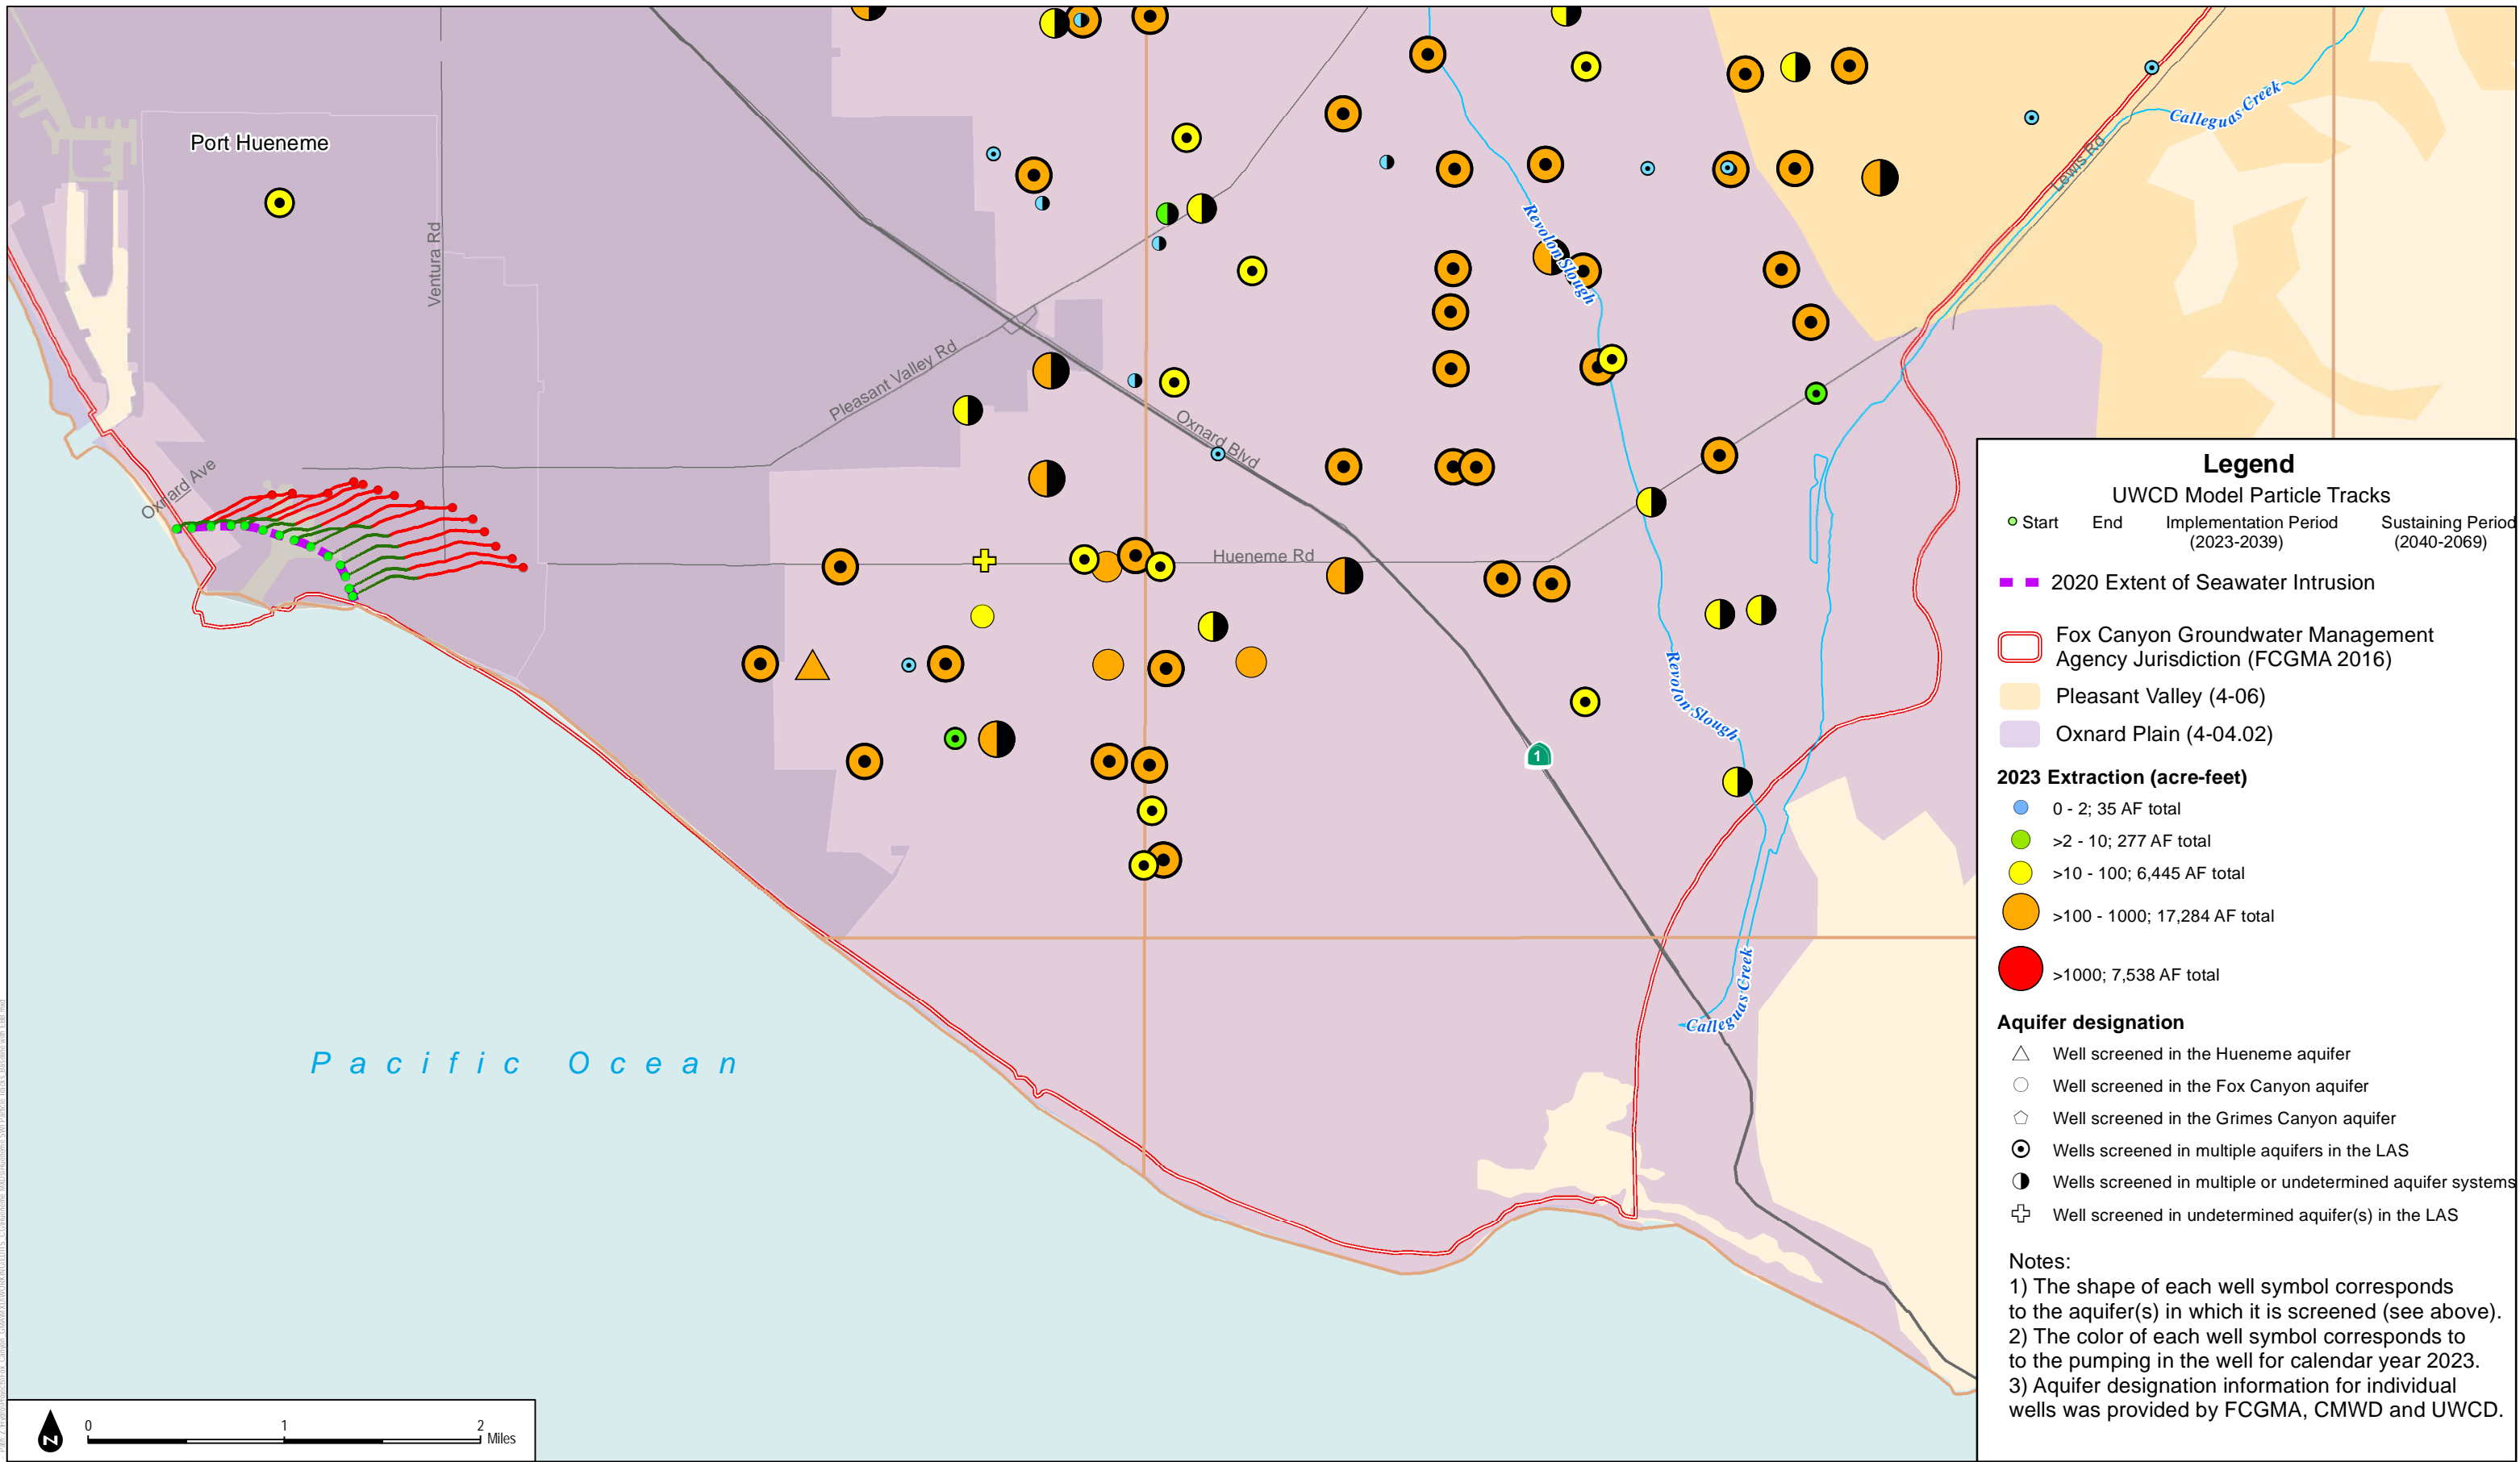 Port Hueneme
Ventura Rd
Oxnard Ave
Pleasant Valley Rd
Oxnard Blvd
Hueneme Rd
Revolon Slough
Revolon Slough
Calleguas Creek
Lewis Rd
1
Calleguas Creek
Pacific Ocean
N
0 1 2
Miles
Legend
UWCD Model Particle Tracks
Start End Implementation Period Sustaining Period
(2023-2039) (2040-2069)
2020 Extent of Seawater Intrusion
Fox Canyon Groundwater Management
Agency Jurisdiction (FCGMA 2016)
Pleasant Valley (4-06)
Oxnard Plain (4-04.02)
2023 Extraction (acre-feet)
0 - 2; 35 AF total
>2 - 10; 277 AF total
>10 - 100; 6,445 AF total
>100 - 1000; 17,284 AF total
>1000; 7,538 AF total
Aquifer designation
Well screened in the Hueneme aquifer
Well screened in the Fox Canyon aquifer
Well screened in the Grimes Canyon aquifer
Wells screened in multiple aquifers in the LAS
Wells screened in multiple or undetermined aquifer systems
Well screened in undetermined aquifer(s) in the LAS
Notes:
1) The shape of each well symbol corresponds
to the aquifer(s) in which it is screened (see above).
2) The color of each well symbol corresponds to
to the pumping in the well for calendar year 2023.
3) Aquifer designation information for individual
wells was provided by FCGMA, CMWD and UWCD.